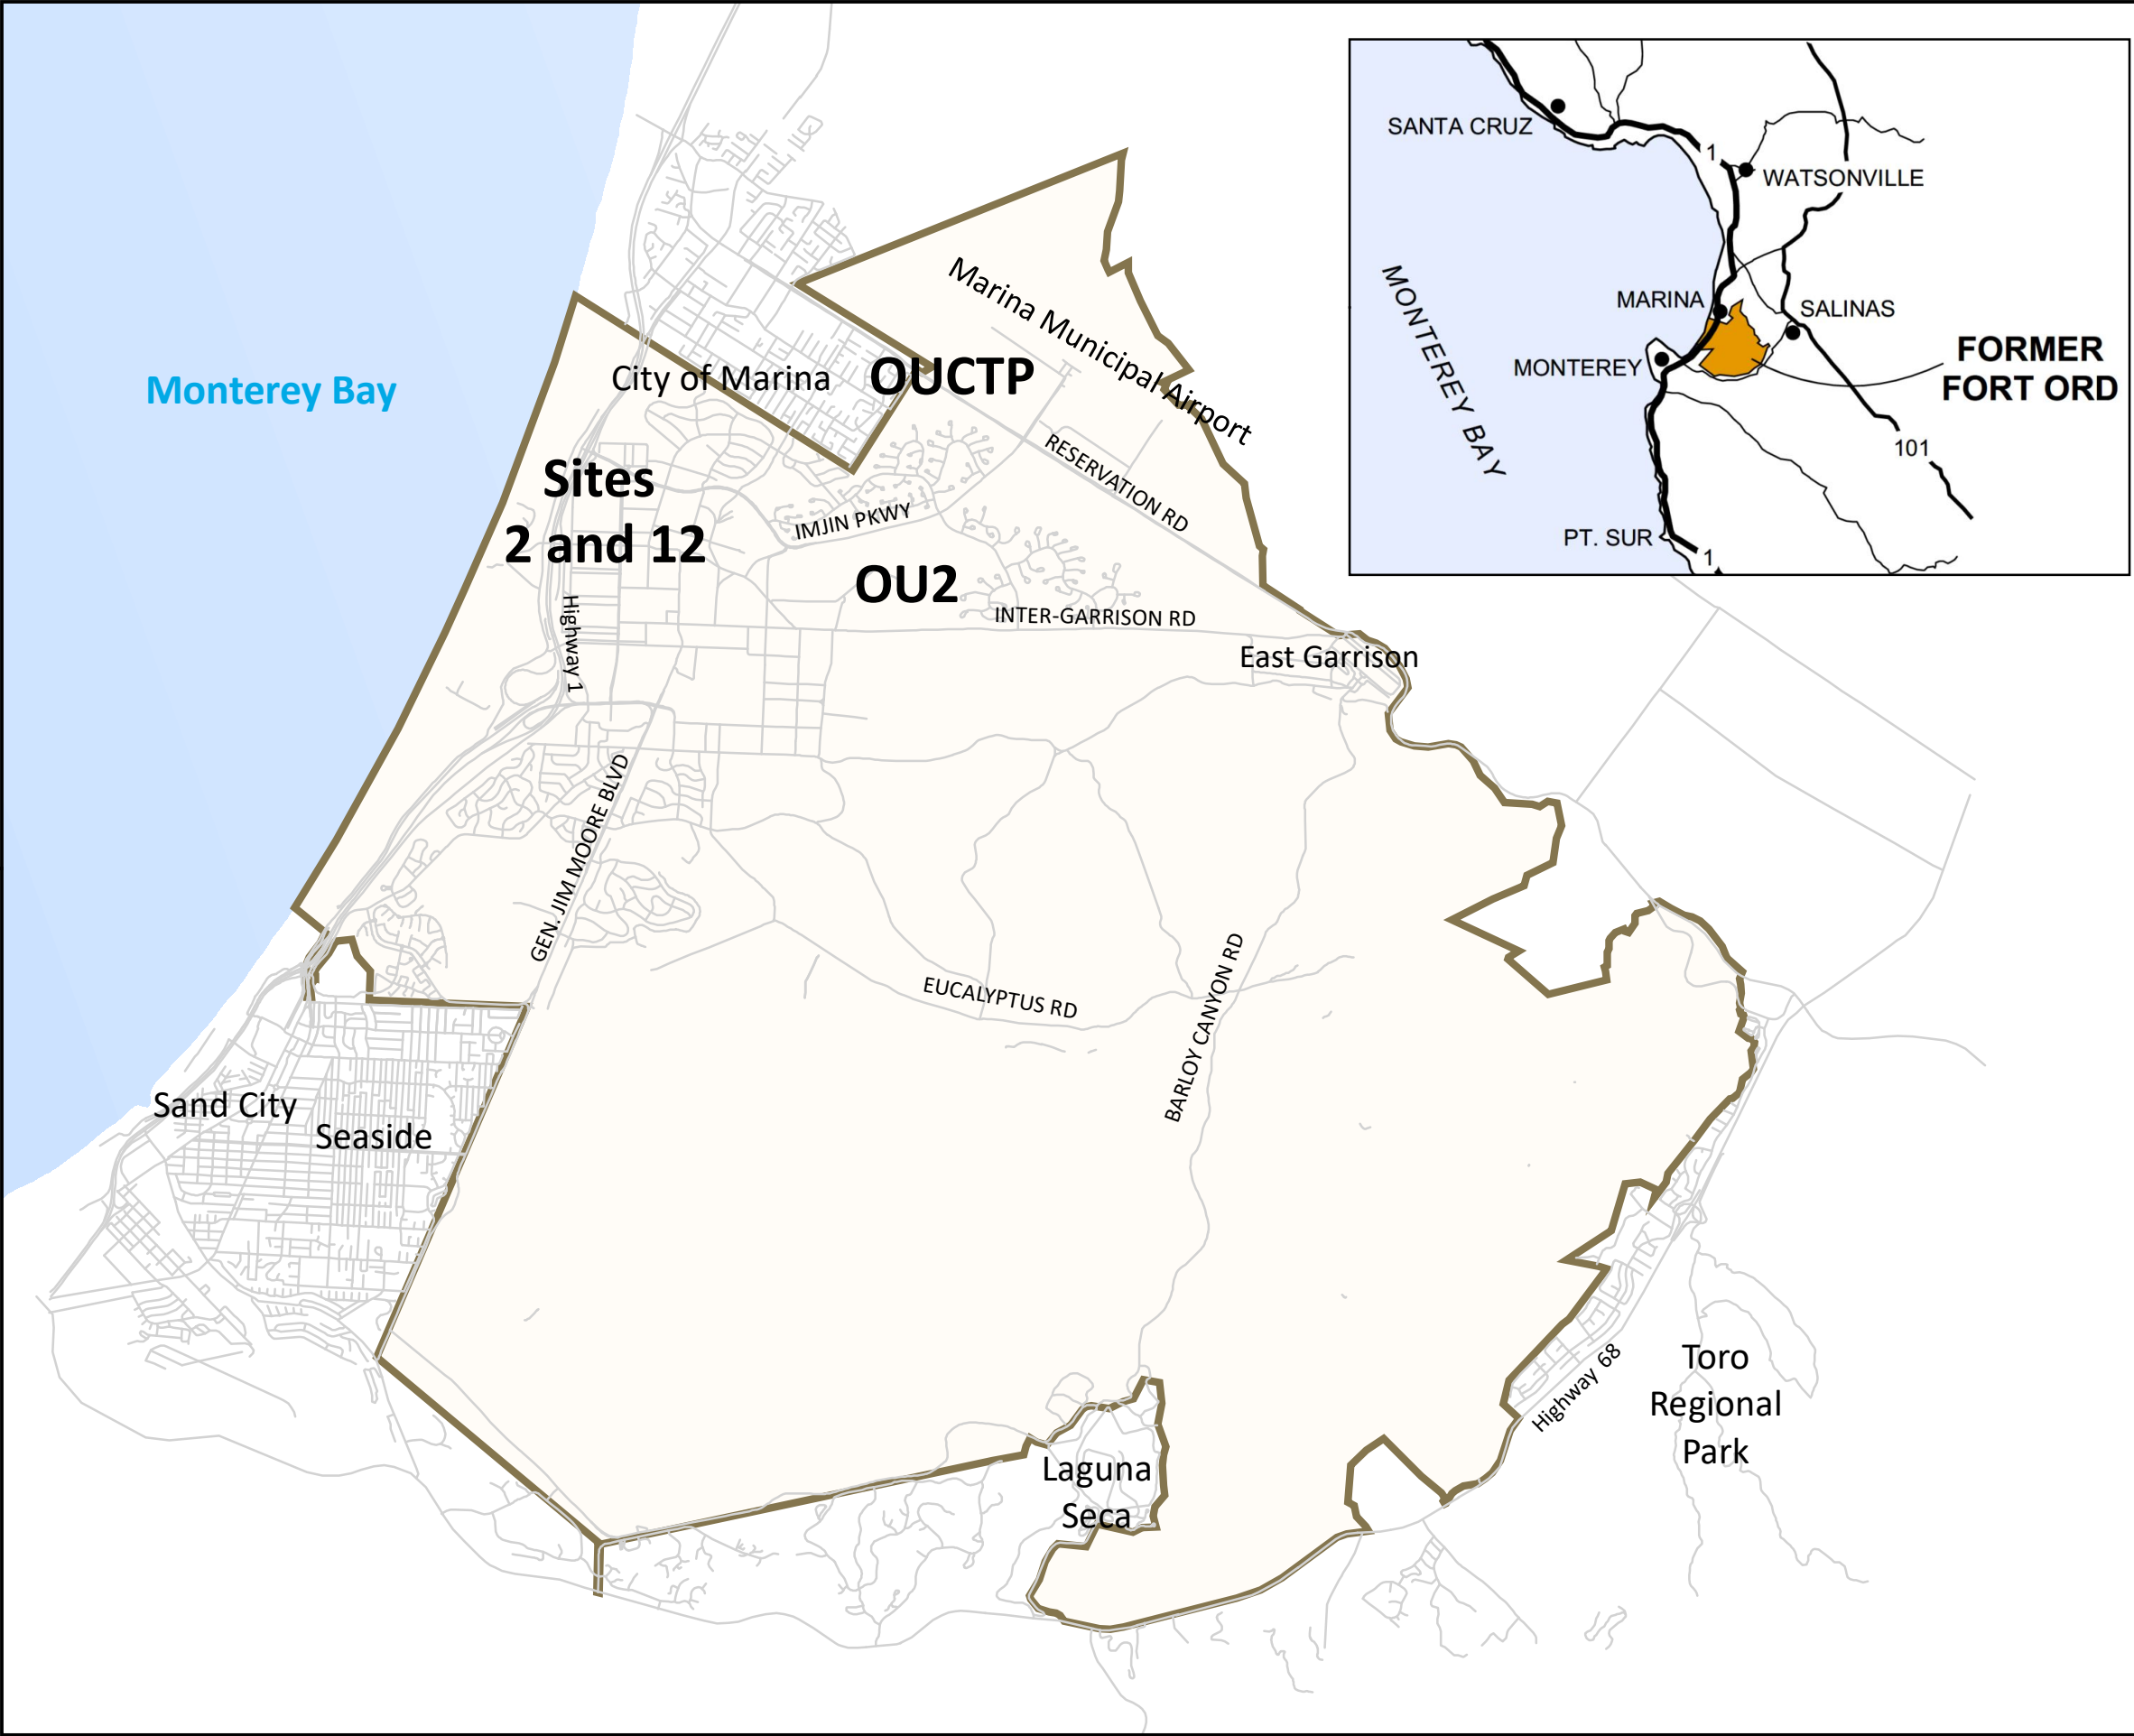 SANTA CRUZ
1
WATSONVILLE
MARINA
SALINAS
MONTEREY
FORMER
FORT ORD
MONTEREY BAY
101
PT. SUR
1
Marina Municipal Airport
Monterey Bay
City of Marina
OUCTP
RESERVATION RD
Sites
2 and 12
IMJIN PKWY
OU2
Highway 1
INTER-GARRISON RD
East Garrison
GEN. JIM MOORE BLVD
EUCALYPTUS RD
BARLOY CANYON RD
Sand City
Seaside
Highway 68
Toro
Regional
Park
Laguna
Seca